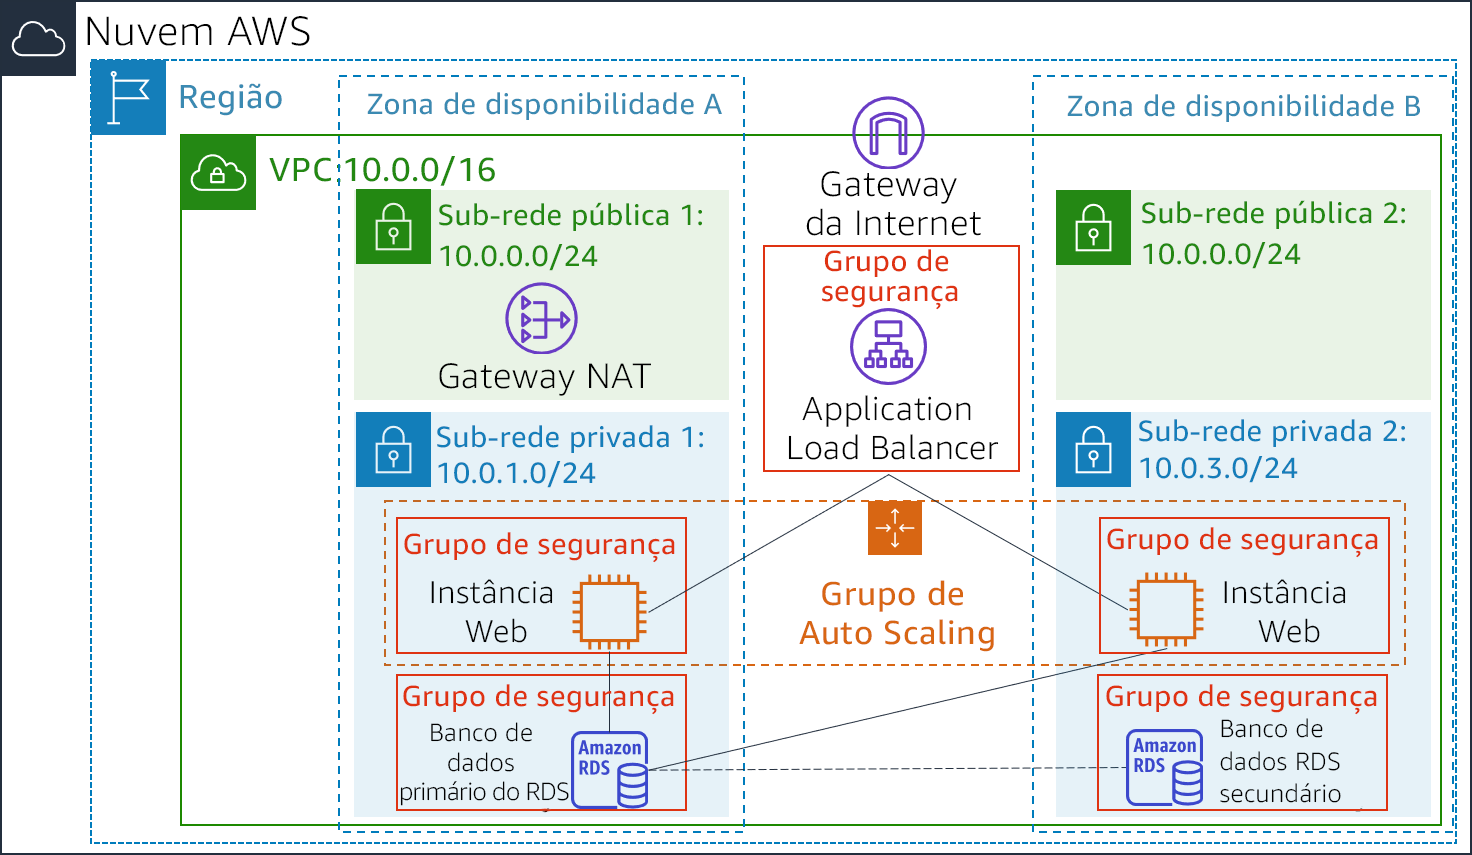 Nuvem AWS
Região
Zona de disponibilidade A
Zona de disponibilidade B
VPC:10.0.0/16
Gateway
da Internet
Sub-rede pública 1:
10.0.0.0/24
Gateway NAT
Grupo de
segurança
Application
Load Balancer
Sub-rede pública 2:
10.0.0.0/24
Sub-rede privada 1:
10.0.1.0/24
Sub-rede privada 2:
10.0.3.0/24
Grupo de segurança
Instância
Web
Grupo de
Auto Scaling
Grupo de segurança
Instância
Web
Grupo de segurança
Banco de
dados
primário do RDS
Amazon
RDS
Grupo de segurança
Amazon
RDS
Banco de
dados RDS
secundário